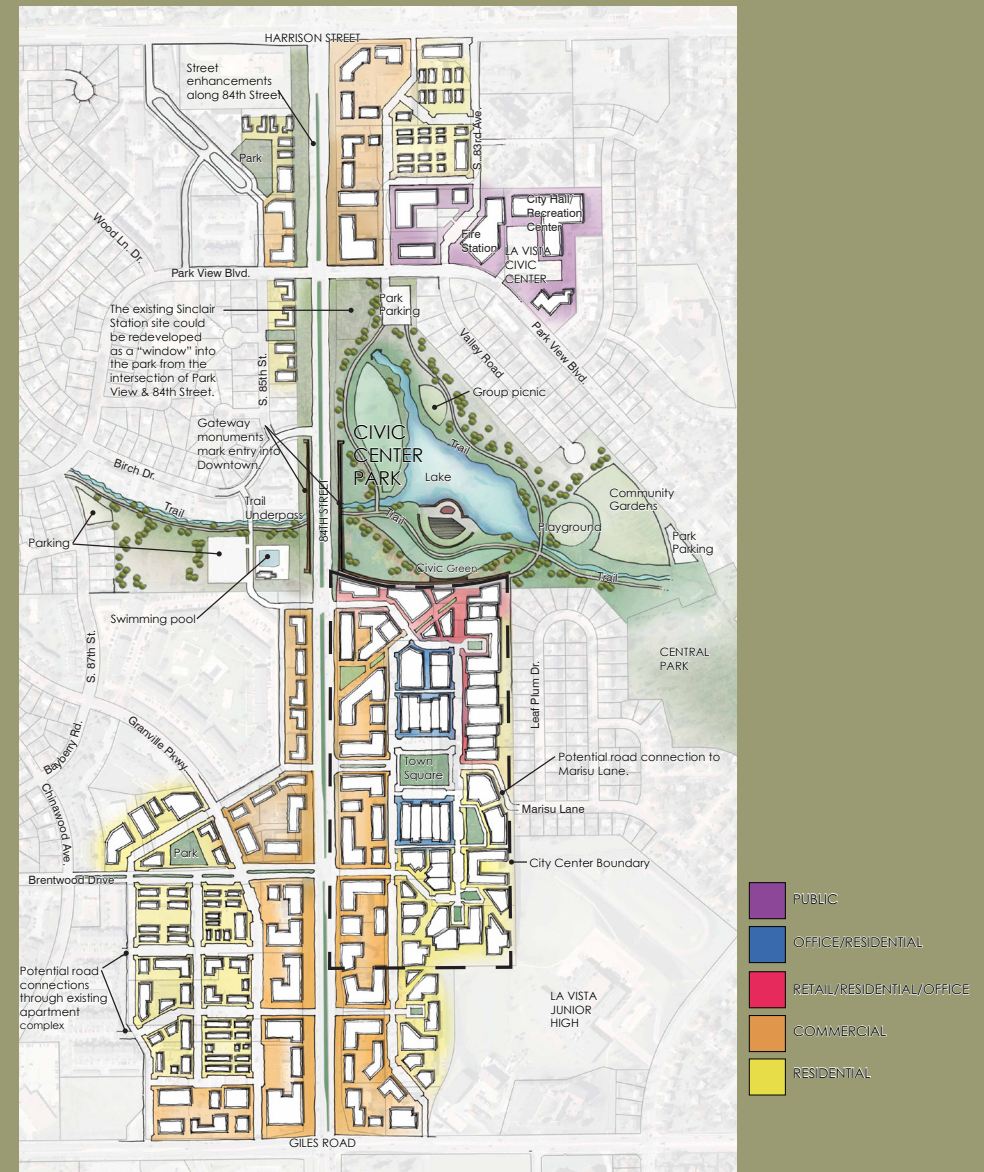 HARRISON STREET
Street
enhancements
along 84th Street
Park
S. 83rd Ave.
City Hall/
Recreation
Center
Fire
Station
LA VISTA
CIVIC
CENTER
Wood Ln. Dr.
Park View Blvd.
The existing Sinclair
Station site could
be redeveloped
as a “window” into
the park from the
intersection of Park
View & 84th Street.
Park
Parking
Valley Road
Park View Blvd.
S. 85th St.
Group picnic
Gateway
monuments
mark entry into
Downtown.
CIVIC
CENTER
PARK
Trail
Lake
Birch Dr.
Trail
Trail
Underpass
84TH STREET
Trail
Community
Gardens
Playground
Parking
Park
Parking
Civic Green
Trail
Swimming pool
S. 87th St.
CENTRAL
PARK
Leaf Plum Dr.
Bayberry Rd.
Granville Pkwy.
Town
Square
Potential road connection to
Marisu Lane.
Chinawood Ave.
Marisu Lane
Park
City Center Boundary
Brentwood Drive
Potential road
connections
through existing
apartment
complex
LA VISTA
JUNIOR
HIGH
GILES ROAD
PUBLIC
OFFICE/RESIDENTIAL
RETAIL/RESIDENTIAL/OFFICE
COMMERCIAL
RESIDENTIAL